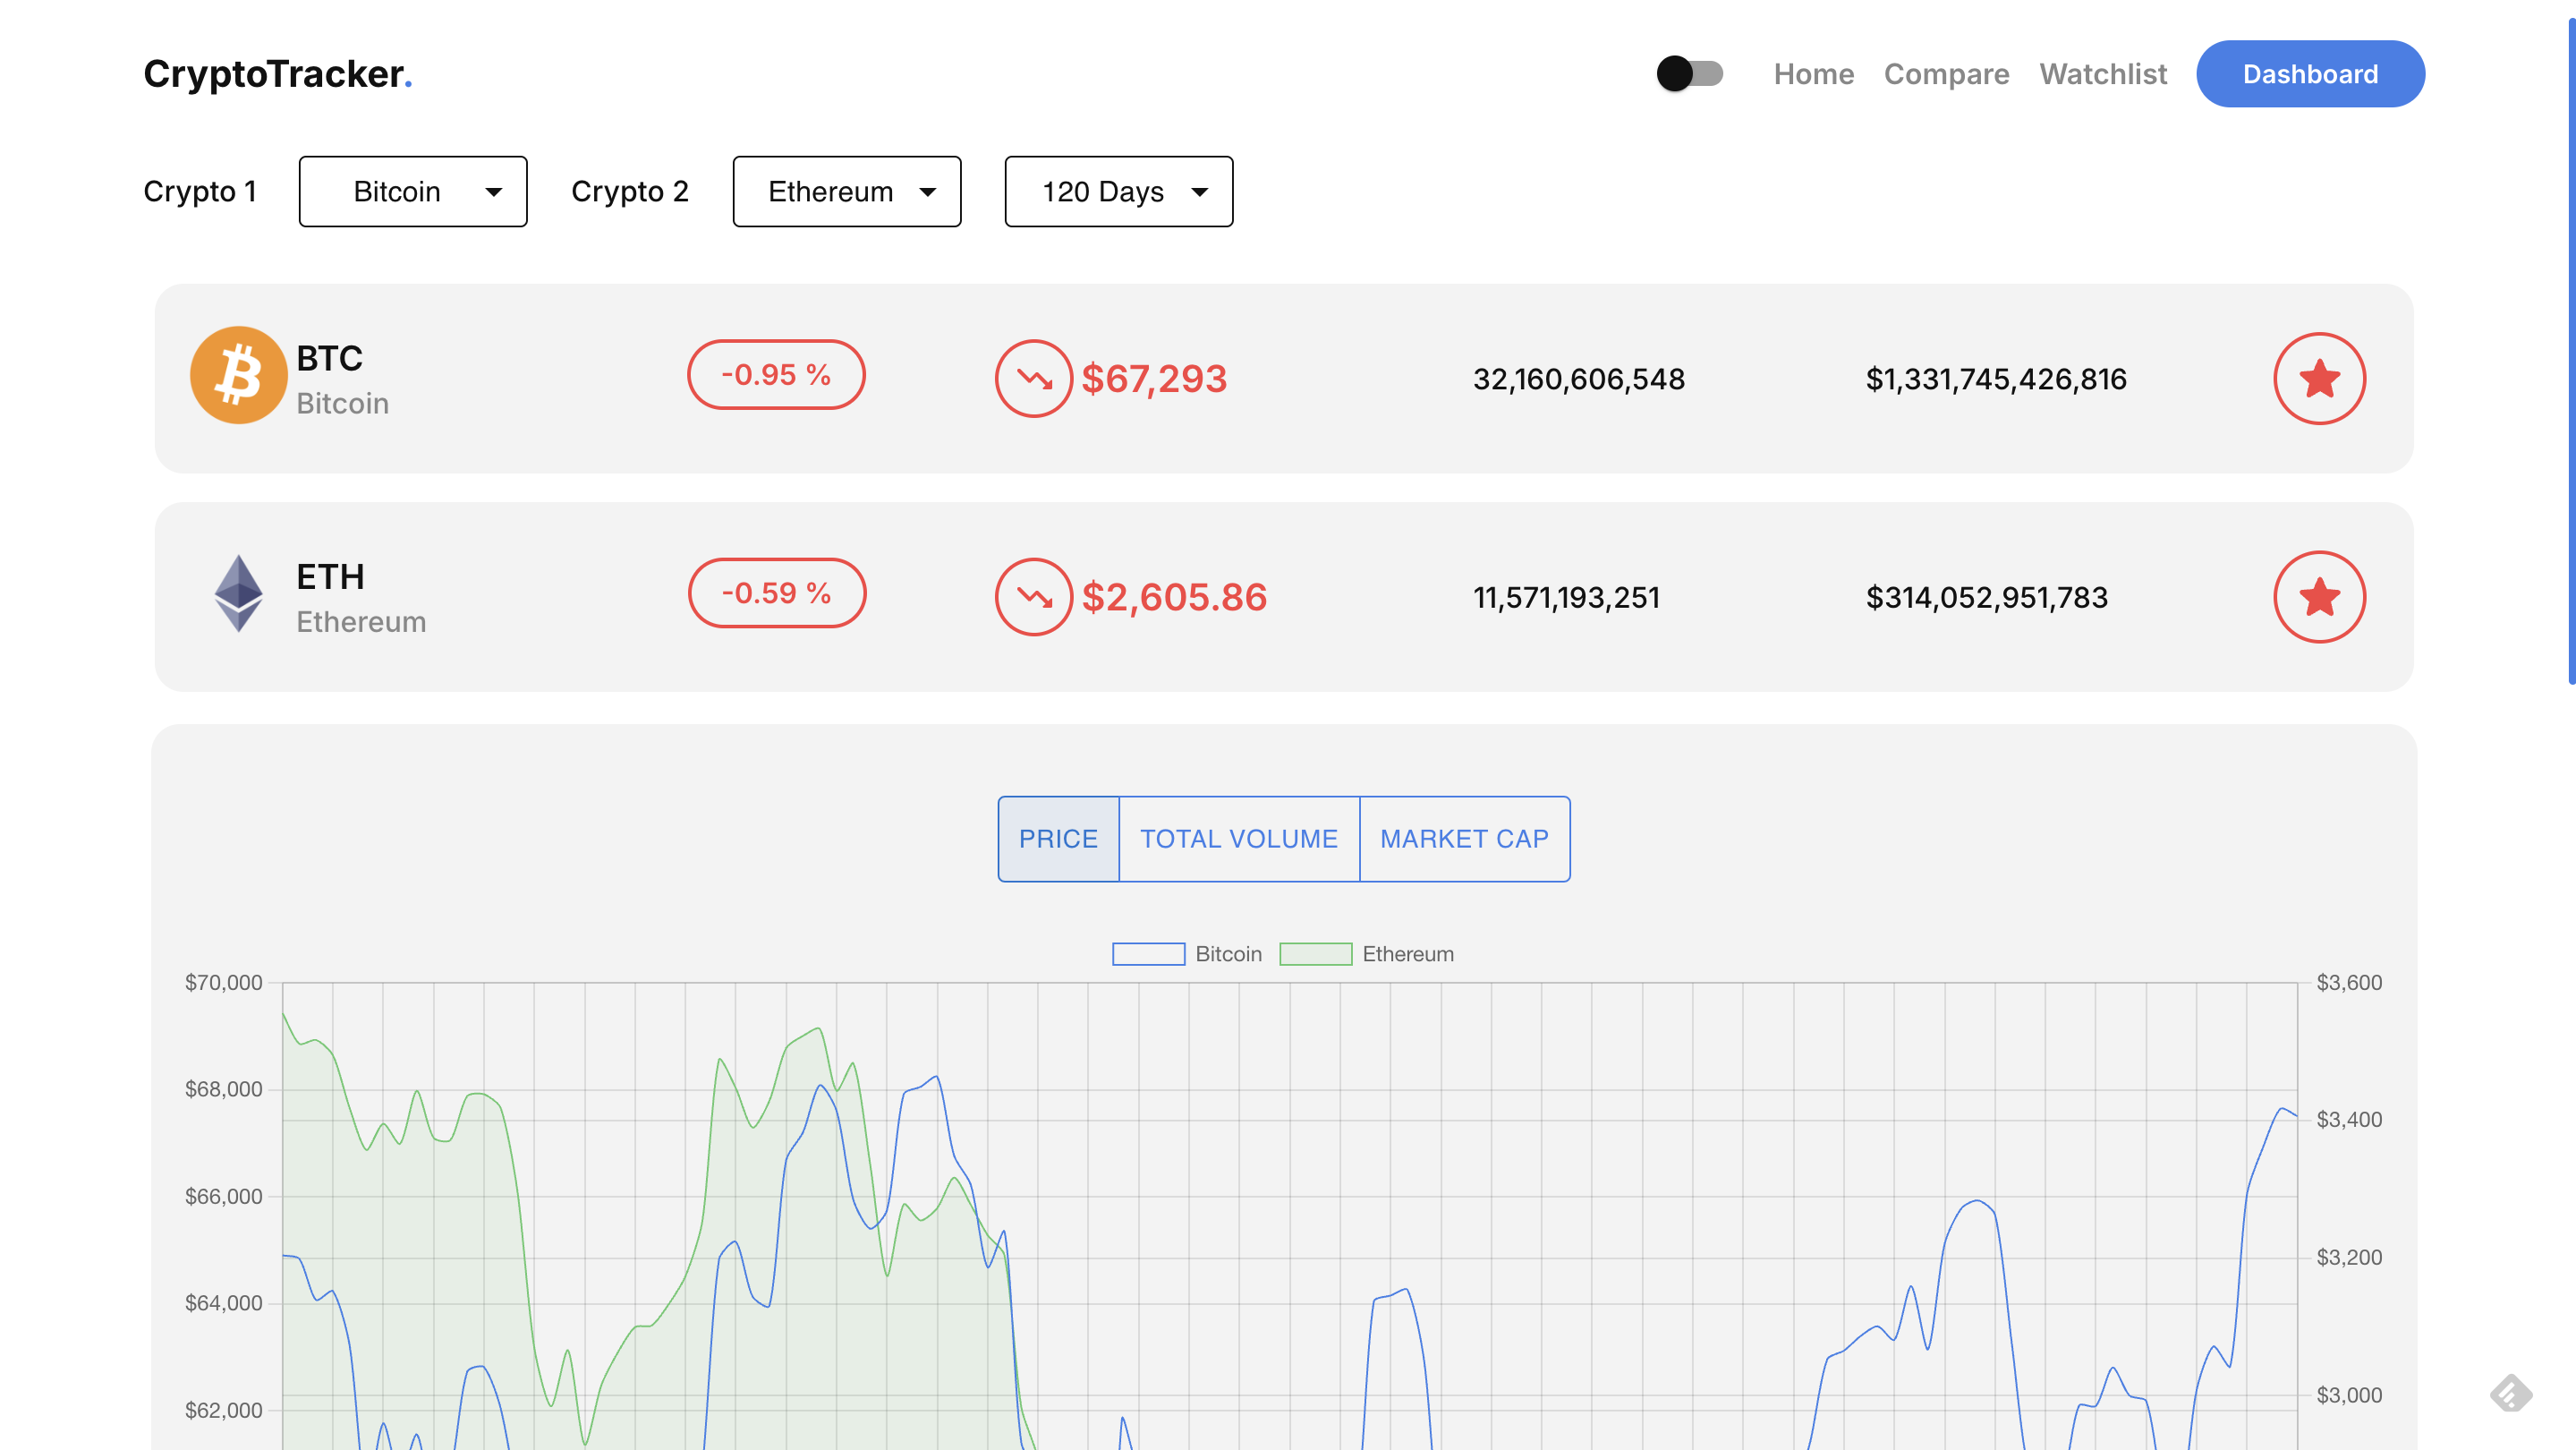 CryptoTracker.
Home Compare Watchlist Dashboard
Crypto 1 Bitcoin Crypto 2 Ethereum 120 Days
BTC
Bitcoin
-0.95 % $67,293 32,160,606,548 $1,331,745,426,816
ETH
Ethereum
-0.59 % $2,605.86 11,571,193,251 $314,052,951,783
PRICE TOTAL VOLUME MARKET CAP
Bitcoin Ethereum
$70,000 $3,600
$68,000
$3,400
$66,000
$3,200
$64,000
$3,000
$62,000